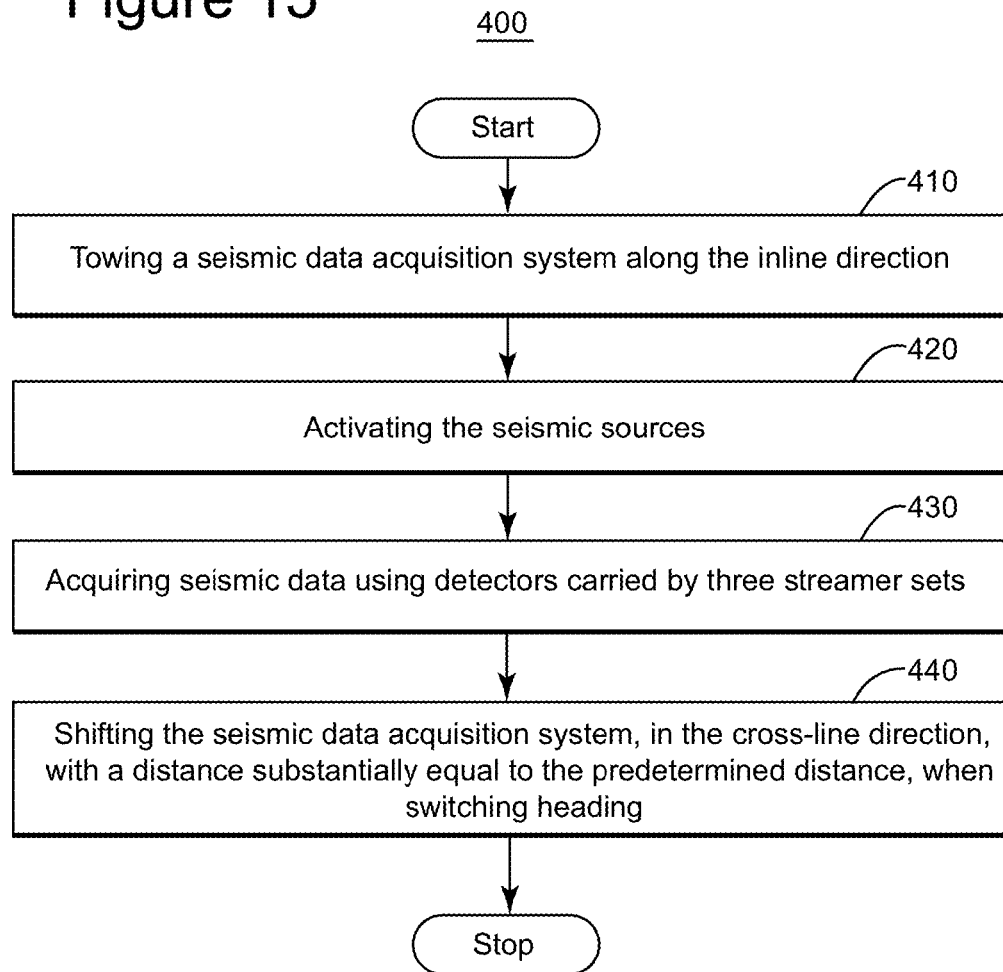 Figure 15
400
Start
410
Towing a seismic data acquisition system along the inline direction
420
Activating the seismic sources
430
Acquiring seismic data using detectors carried by three streamer sets
440
Shifting the seismic data acquisition system, in the cross-line direction,
with a distance substantially equal to the predetermined distance, when
switching heading
Stop